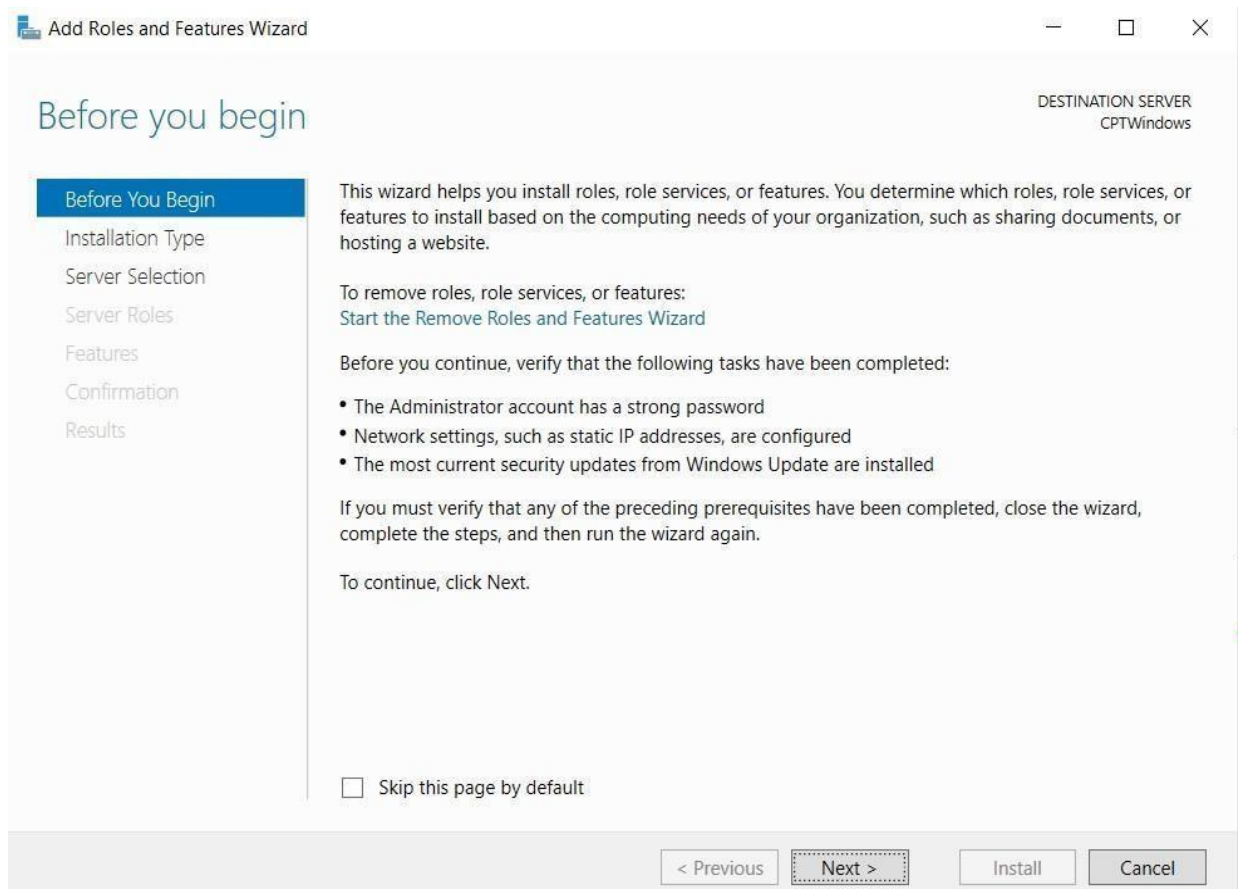 Add Roles and Features Wizard
Before you begin
DESTINATION SERVER
CPTWindows
Before You Begin
Installation Type
Server Selection
Server Roles
Features
Confirmation
Results
This wizard helps you install roles, role services, or features. You determine which roles, role services, or
features to install based on the computing needs of your organization, such as sharing documents, or
hosting a website.
To remove roles, role services, or features:
Start the Remove Roles and Features Wizard
Before you continue, verify that the following tasks have been completed:
• The Administrator account has a strong password
• Network settings, such as static IP addresses, are configured
• The most current security updates from Windows Update are installed
If you must verify that any of the preceding prerequisites have been completed, close the wizard,
complete the steps, and then run the wizard again.
To continue, click Next.
Skip this page by default
< Previous
Next >
Install
Cancel